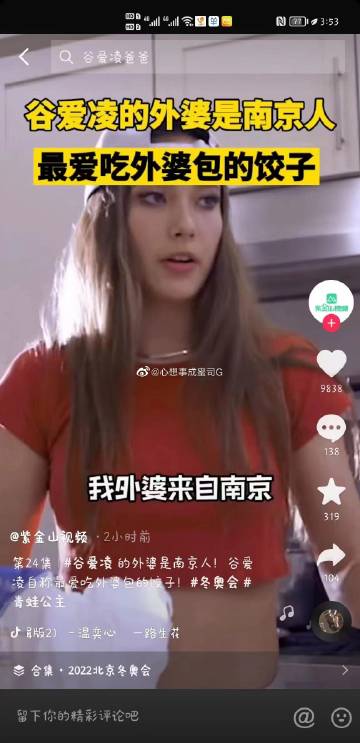 3:53
谷爱凌爸爸
谷爱凌的外婆是南京人
最爱吃外婆包的饺子
紫金山视频
9838
@心想事成蜜司G
138
我外婆来自南京
319
@紫金山视频 · 2小时前
第24集 | #谷爱凌 的外婆是南京人！谷爱
凌自称最爱吃外婆包的饺子！#冬奥会 #
青蛙公主
104
-温奕心 一路生花
合集 · 2022北京冬奥会
留下你的精彩评论吧